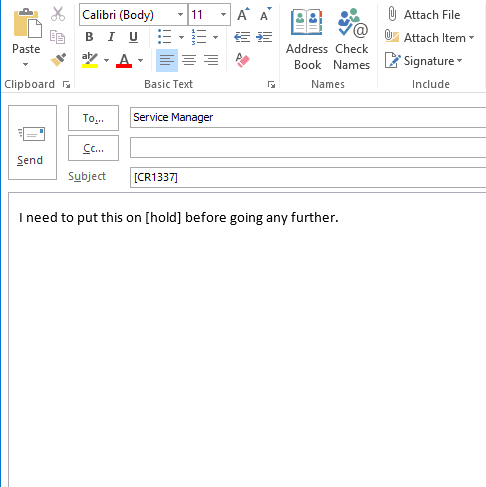 Calibri (Body) 11 A A
Paste
B I U
ab A
Address Book
Check Names
Attach File
Attach Item
Signature
Clipboard Basic Text Names Include
Send
To... Service Manager
Cc...
Subject [CR1337]
I need to put this on [hold] before going any further.